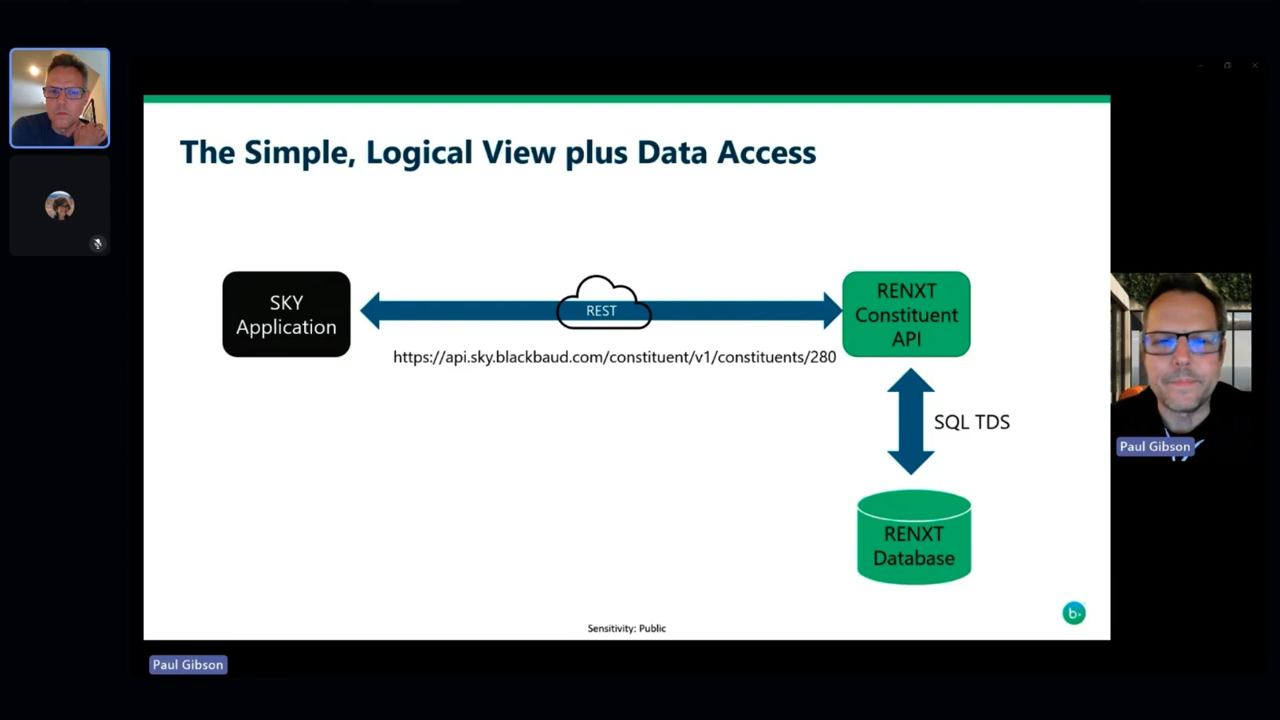 The Simple, Logical View plus Data Access
SKY
Application
REST
https://api.sky.blackbaud.com/constituent/v1/constituents/280
RENXT
Constituent
API
SQL TDS
RENXT
Database
Sensitivity: Public
b
Paul Gibson
Paul Gibson